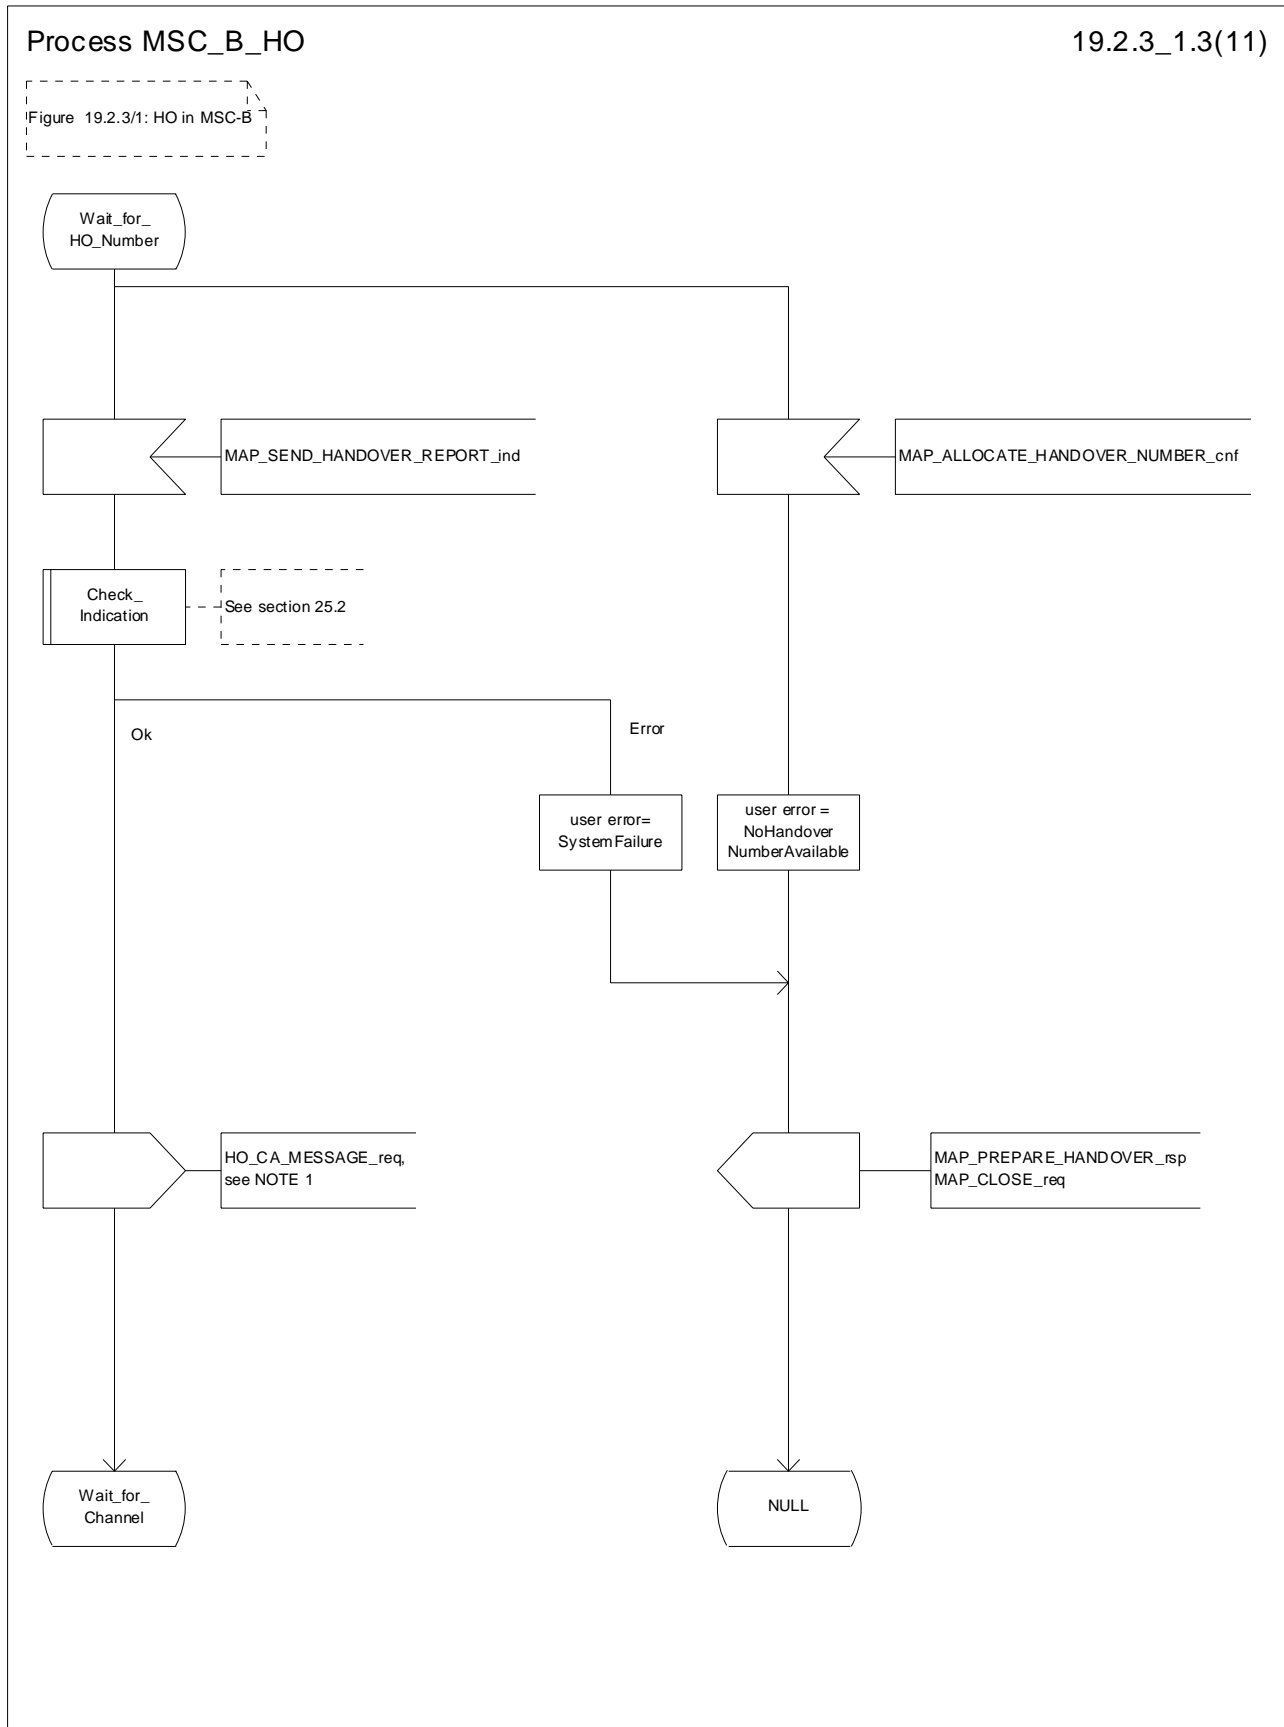 Process MSC_B_HO
19.2.3_1.3(11)
Figure 19.2.3/1: HO in MSC-B
Wait_for_
HO_Number
MAP_SEND_HANDOVER_REPORT_ind
MAP_ALLOCATE_HANDOVER_NUMBER_cnf
Check_
Indication
See section 25.2
Ok
Error
user error=
SystemFailure
user error =
NoHandover
NumberAvailable
HO_CA_MESSAGE_req,
see NOTE 1
MAP_PREPARE_HANDOVER_rsp
MAP_CLOSE_req
Wait_for_
Channel
NULL